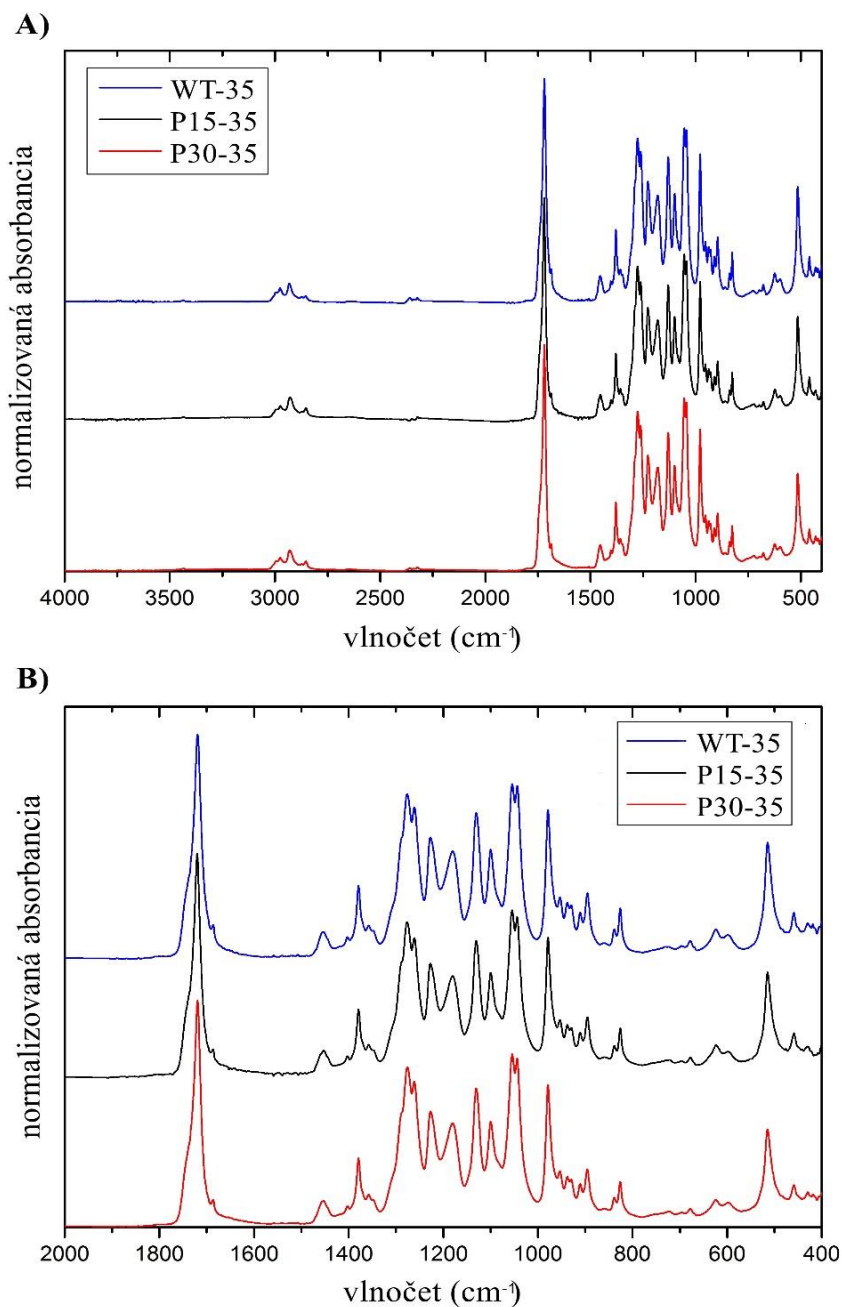 A)
WT-35
P15-35
P30-35
normalizovaná absorbancia
4000 3500 3000 2500 2000 1500 1000 500
vlnočet (cm⁻¹)
B)
WT-35
P15-35
P30-35
normalizovaná absorbancia
2000 1800 1600 1400 1200 1000 800 600 400
vlnočet (cm⁻¹)